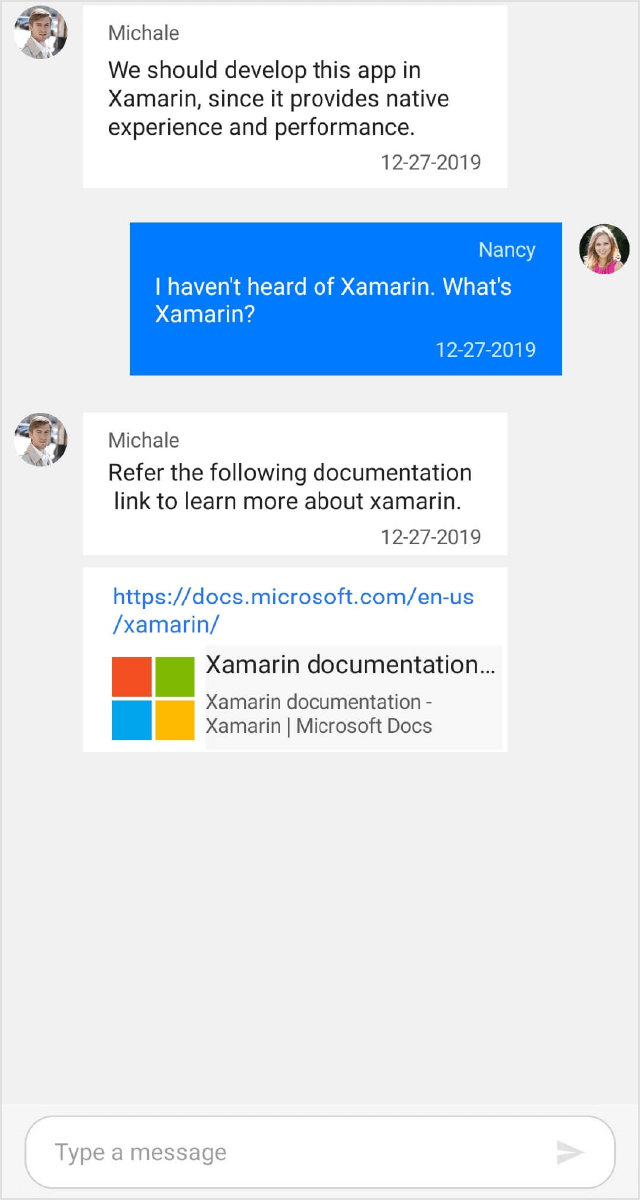 Michale
We should develop this app in
Xamarin, since it provides native
experience and performance.
12-27-2019
Nancy
I haven't heard of Xamarin. What's
Xamarin?
12-27-2019
Michale
Refer the following documentation
link to learn more about xamarin.
12-27-2019
https://docs.microsoft.com/en-us
/xamarin/
Xamarin documentation...
Xamarin documentation -
Xamarin | Microsoft Docs
Type a message